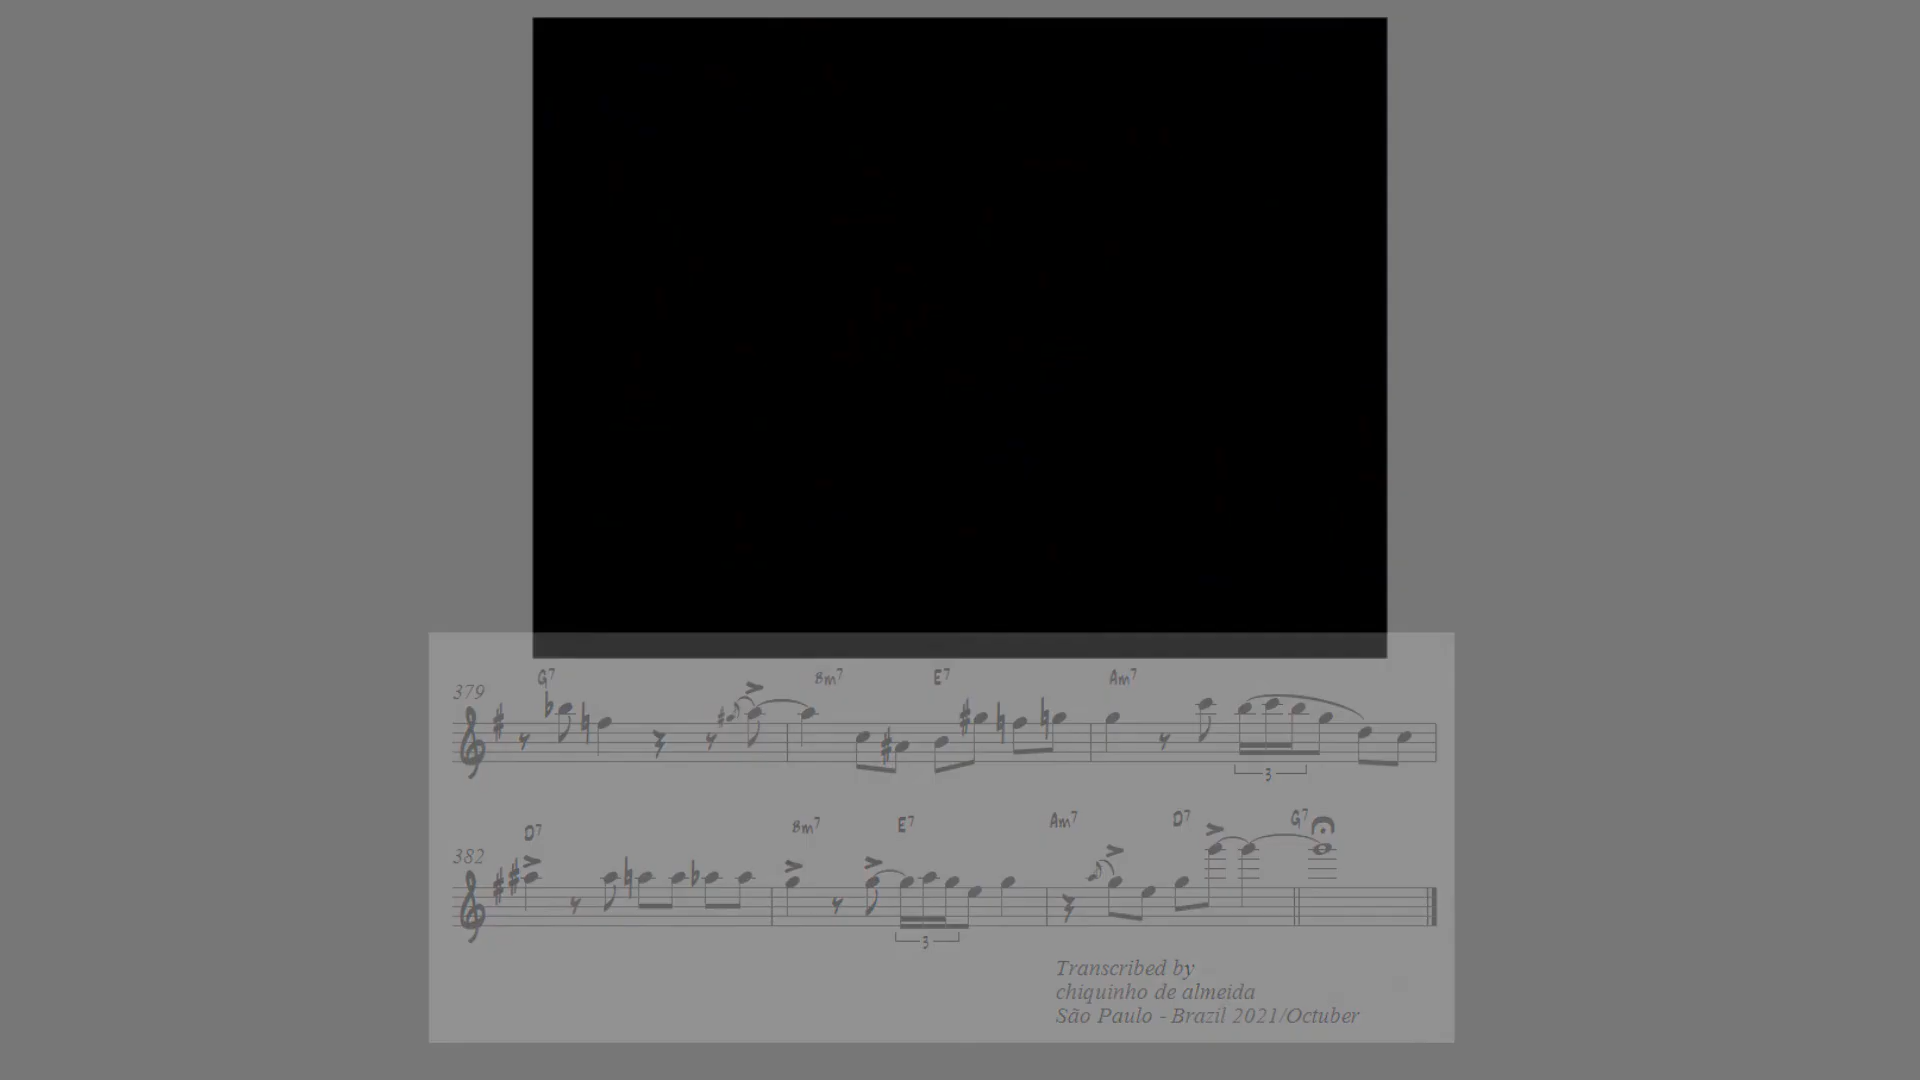 G7 Bm7 E7 Am7
379
3
D7 Bm7 E7 Am7 D7 G7
382
3
Transcribed by
chiquinho de almeida
São Paulo - Brazil 2021/Octuber